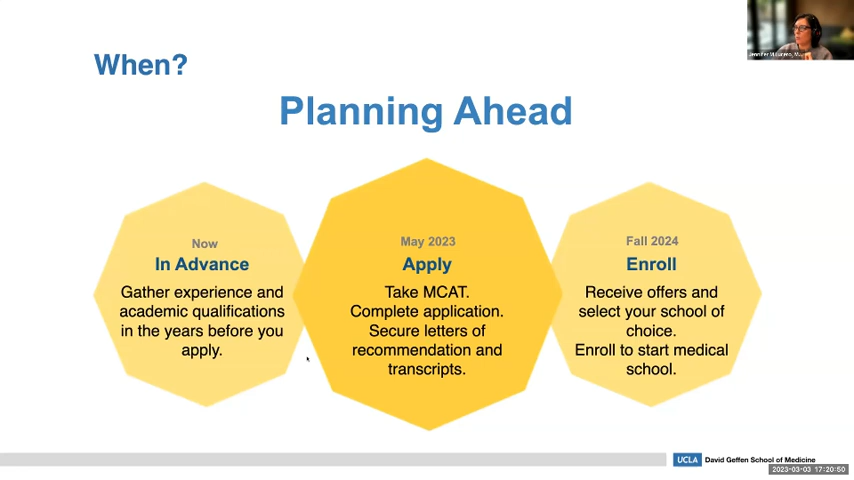 When?
Planning Ahead
Now
In Advance
Gather experience and
academic qualifications
in the years before you
apply.
May 2023
Apply
Take MCAT.
Complete application.
Secure letters of
recommendation and
transcripts.
Fall 2024
Enroll
Receive offers and
select your school of
choice.
Enroll to start medical
school.
UCLA David Geffen School of Medicine
2023-03-03 17:20:50